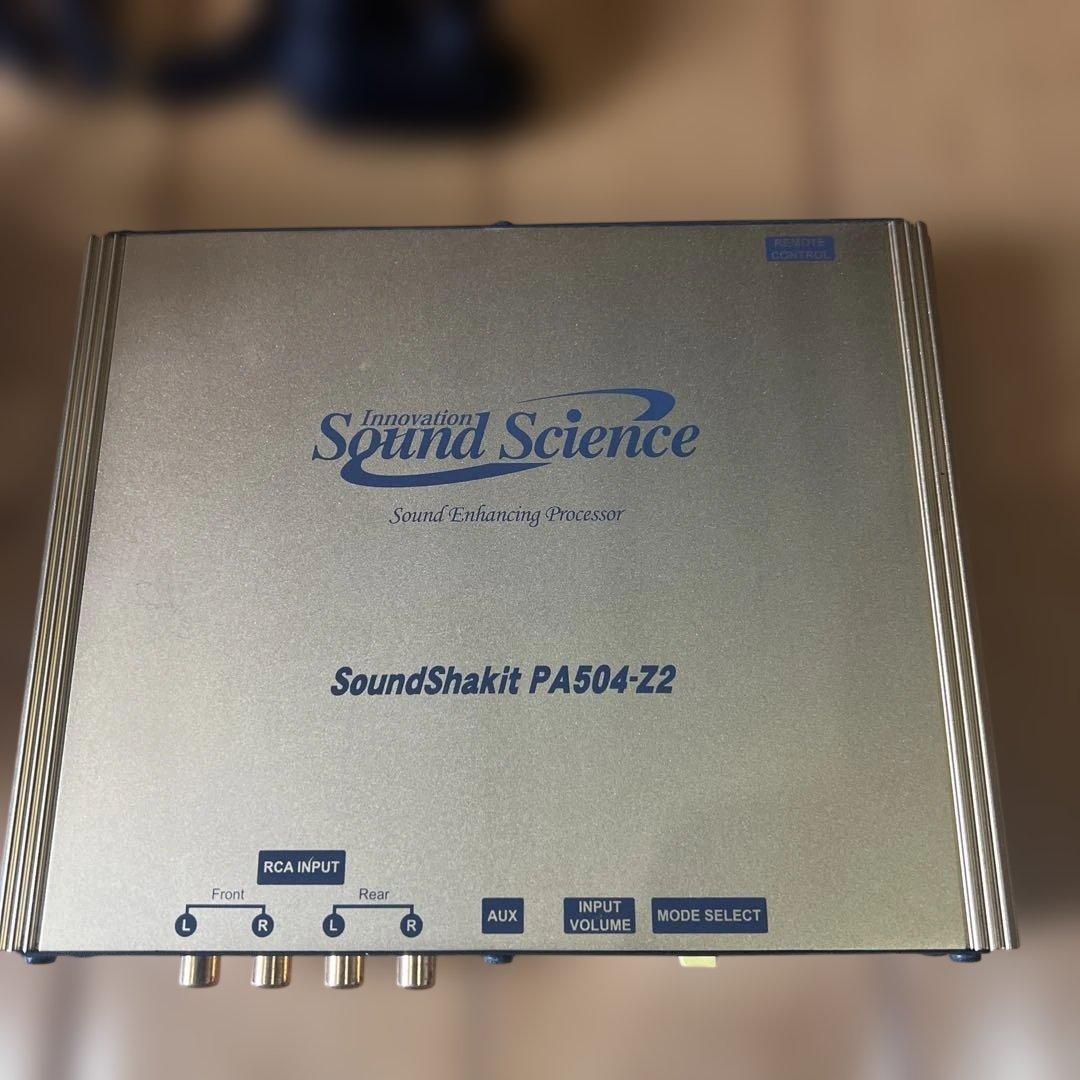 REMOTE
CONTROL
Innovation
Sound Science
Sound Enhancing Processor
SoundShakit PA504-Z2
RCA INPUT
Front
Rear
L
R
L
R
AUX
INPUT
VOLUME
MODE SELECT